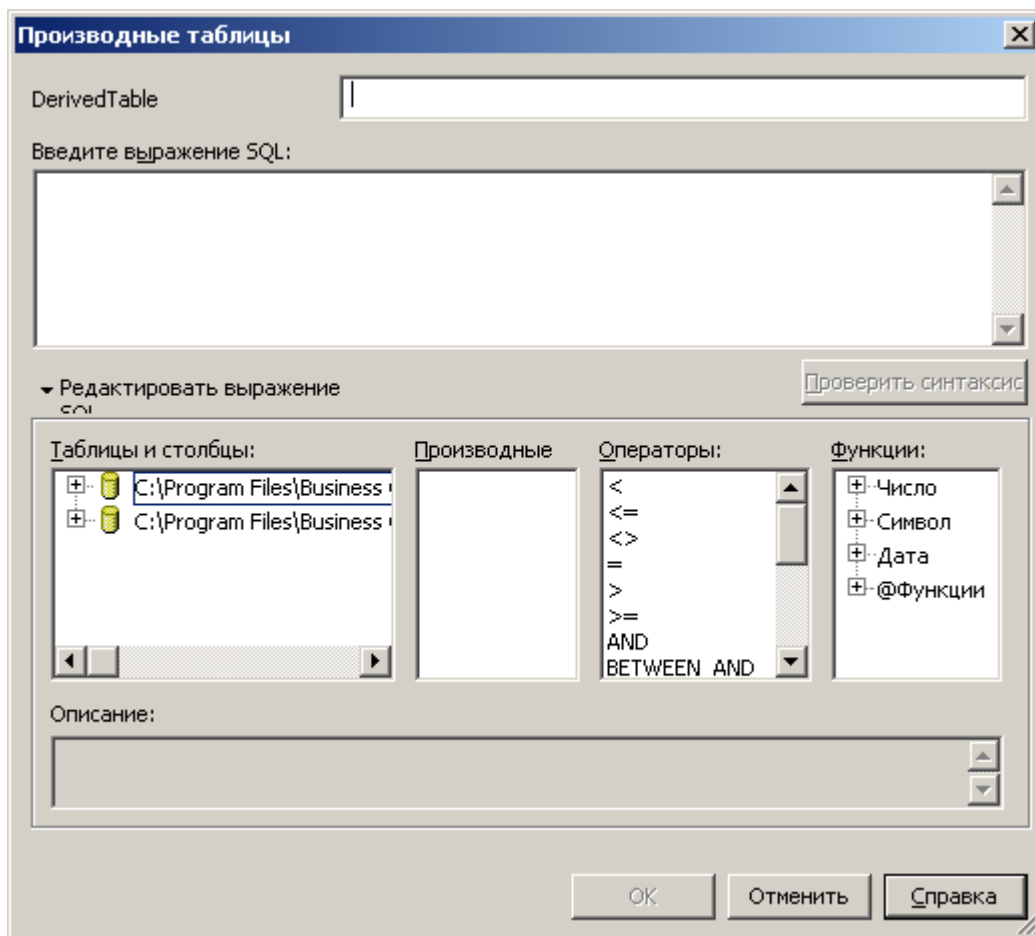 Производные таблицы
DerivedTable
Введите выражение SQL:
Редактировать выражение
SQL
Проверить синтаксис
Таблицы и столбцы:
C:\Program Files\Business
C:\Program Files\Business
Производные
Операторы:
<
<=
<>
=
>
>=
AND
BETWEEN AND
Функции:
Число
Символ
Дата
@Функции
Описание:
OK
Отменить
Справка